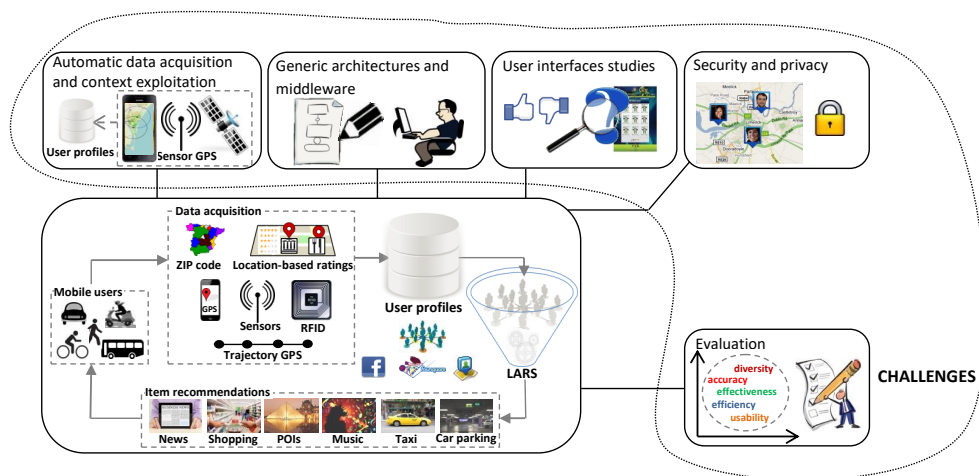 Automatic data acquisition
and context exploitation
User profiles
Sensor GPS
Generic architectures and
middleware
User interfaces studies
Security and privacy
Data acquisition
ZIP code
Location-based ratings
GPS
Sensors
RFID
Trajectory GPS
Mobile users
User profiles
LARS
Item recommendations
News
Shopping
POIs
Music
Taxi
Car parking
Evaluation
diversity
accuracy
effectiveness
efficiency
usability
CHALLENGES